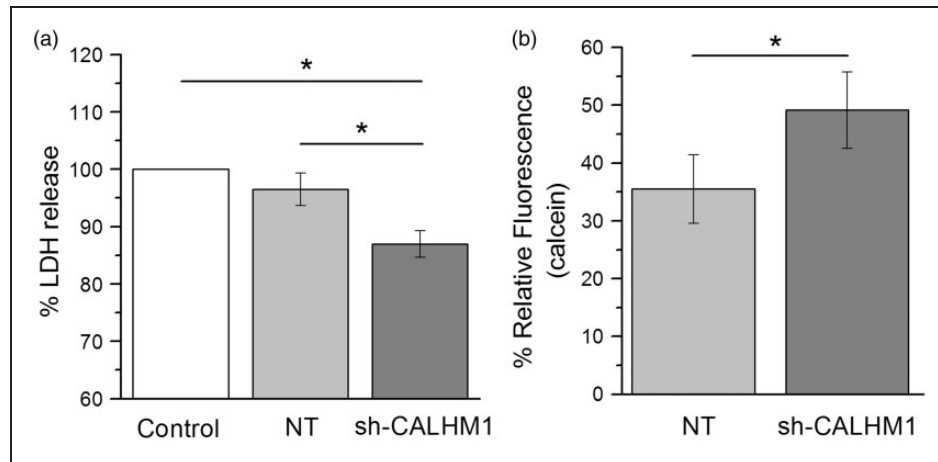 (a)
120
110
100
90
80
70
60
% LDH release
*
*
Control
NT
sh-CALHM1
(b)
60
50
40
30
20
10
0
% Relative Fluorescence
(calcein)
*
NT
sh-CALHM1